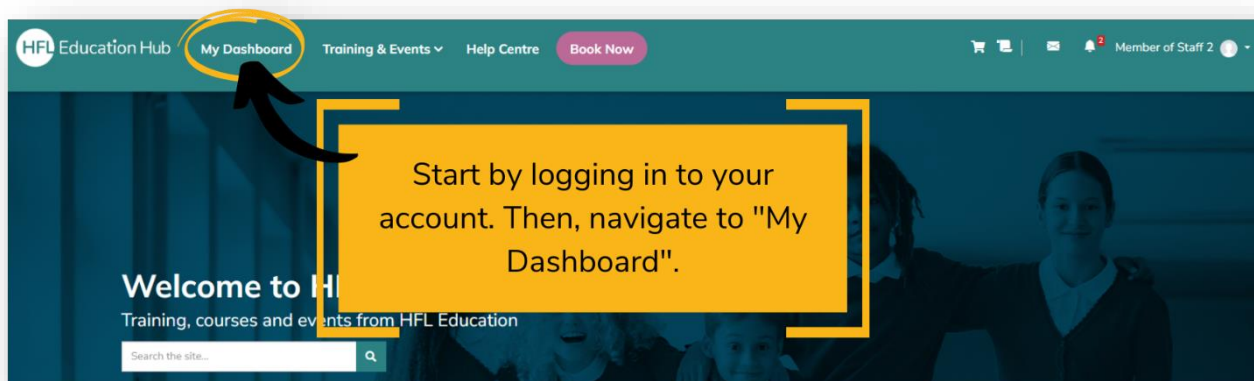 HFL Education Hub My Dashboard Training & Events Help Centre Book Now 2 Member of Staff 2
Start by logging in to your
account. Then, navigate to "My
Dashboard".
Welcome to H
Training, courses and events from HFL Education
Search the site...